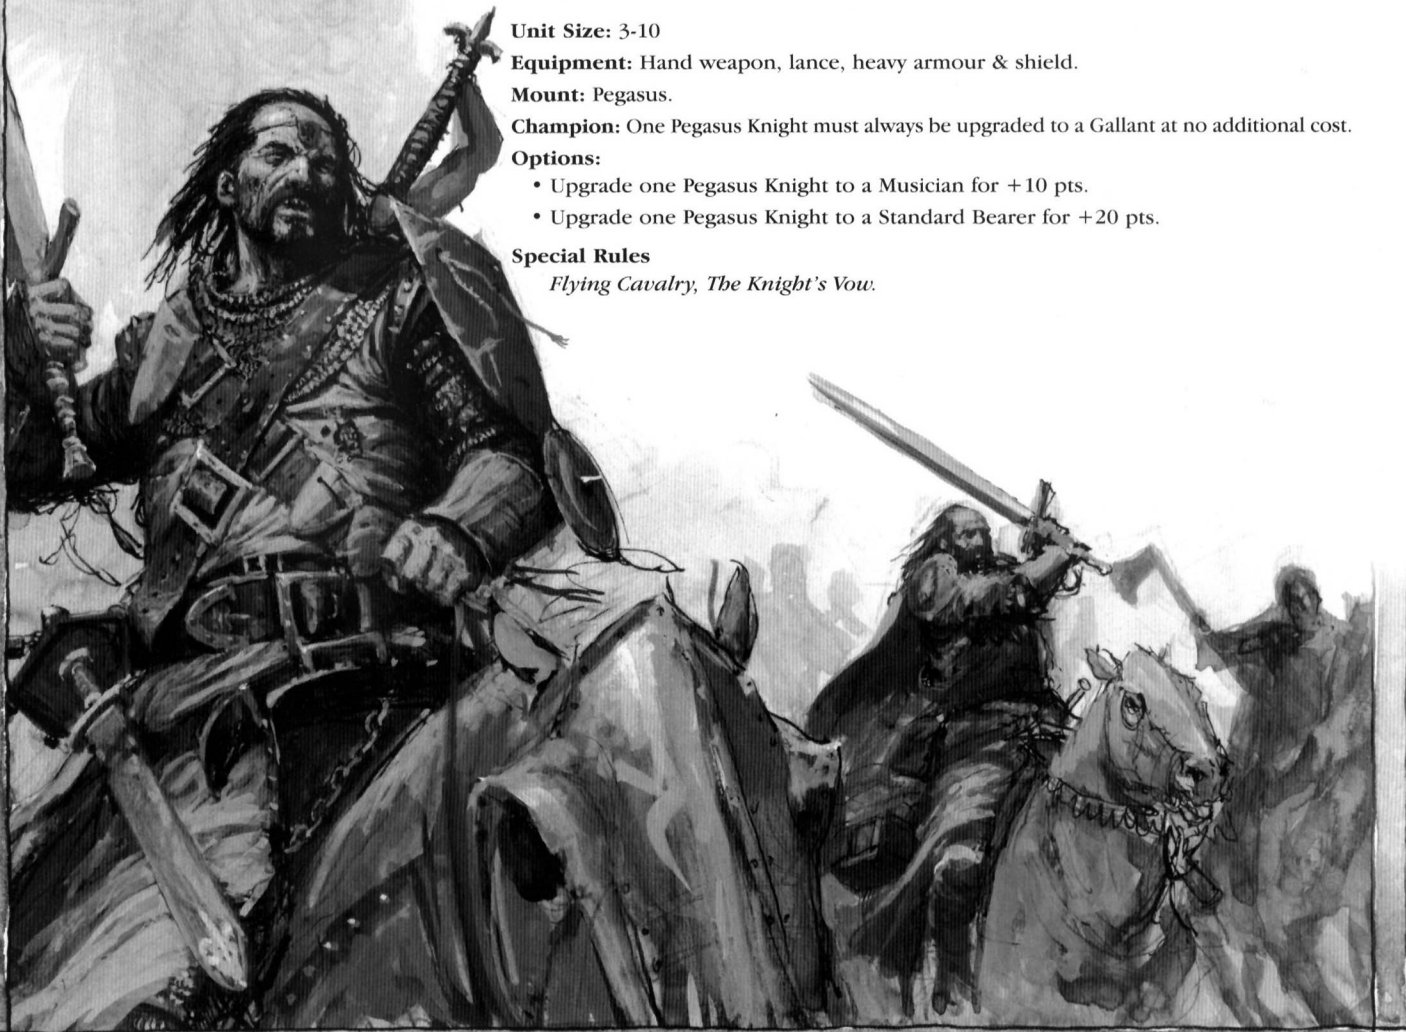 Unit Size: 3-10
Equipment: Hand weapon, lance, heavy armour & shield.
Mount: Pegasus.
Champion: One Pegasus Knight must always be upgraded to a Gallant at no additional cost.
Options:
• Upgrade one Pegasus Knight to a Musician for +10 pts.
• Upgrade one Pegasus Knight to a Standard Bearer for +20 pts.
Special Rules
Flying Cavalry, The Knight's Vow.